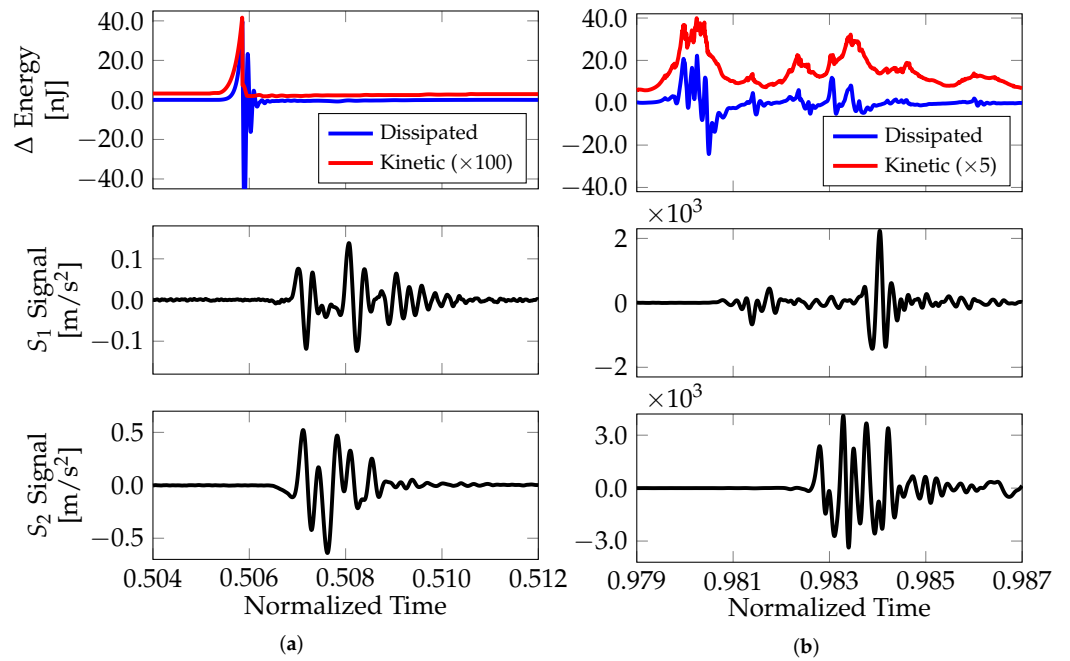 Δ Energy
[nJ]
40.0
20.0
0.0
−20.0
−40.0
Dissipated
Kinetic (×100)
40.0
20.0
0.0
−20.0
−40.0
Dissipated
Kinetic (×5)
S₁ Signal
[m/s²]
0.1
0.0
−0.1
×10³
2
0
−2
S₂ Signal
[m/s²]
0.5
0.0
−0.5
×10³
3.0
0.0
−3.0
0.504 0.506 0.508 0.510 0.512
Normalized Time
(a)
0.979 0.981 0.983 0.985 0.987
Normalized Time
(b)